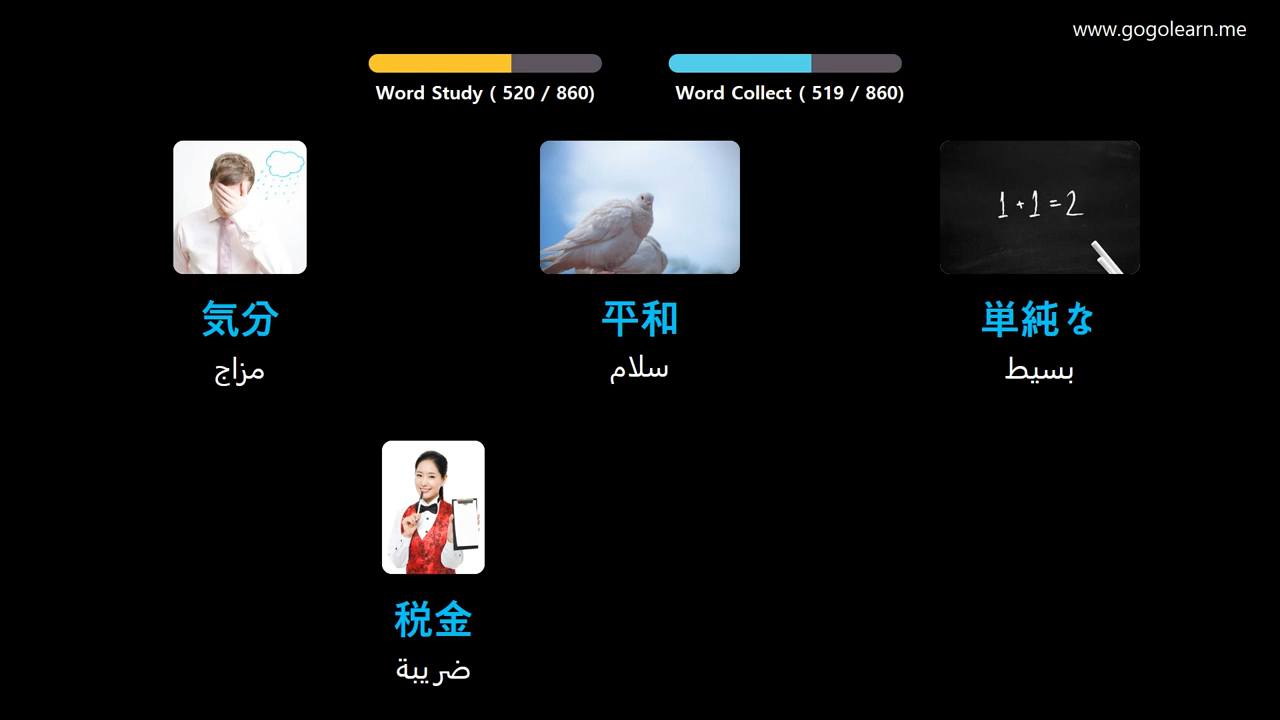 www.gogolearn.me
Word Study ( 520 / 860)
Word Collect ( 519 / 860)
1+1=2
気分
مزاج
平和
سلام
単純な
بسيط
税金
ضريبة